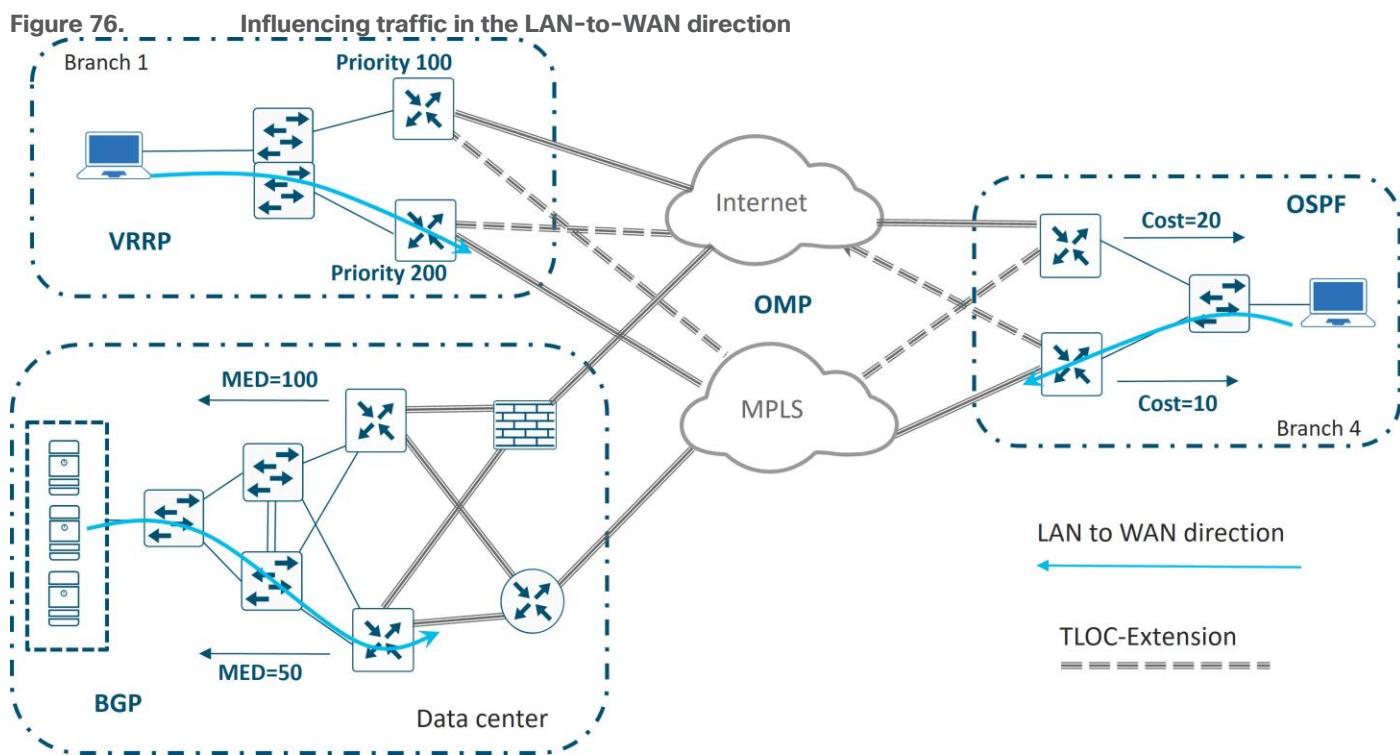 Figure 76. Influencing traffic in the LAN-to-WAN direction
Branch 1
Priority 100
VRRP
Priority 200
Internet
OMP
MPLS
OSPF
Cost=20
Cost=10
Branch 4
MED=100
MED=50
BGP
Data center
LAN to WAN direction
TLOC-Extension